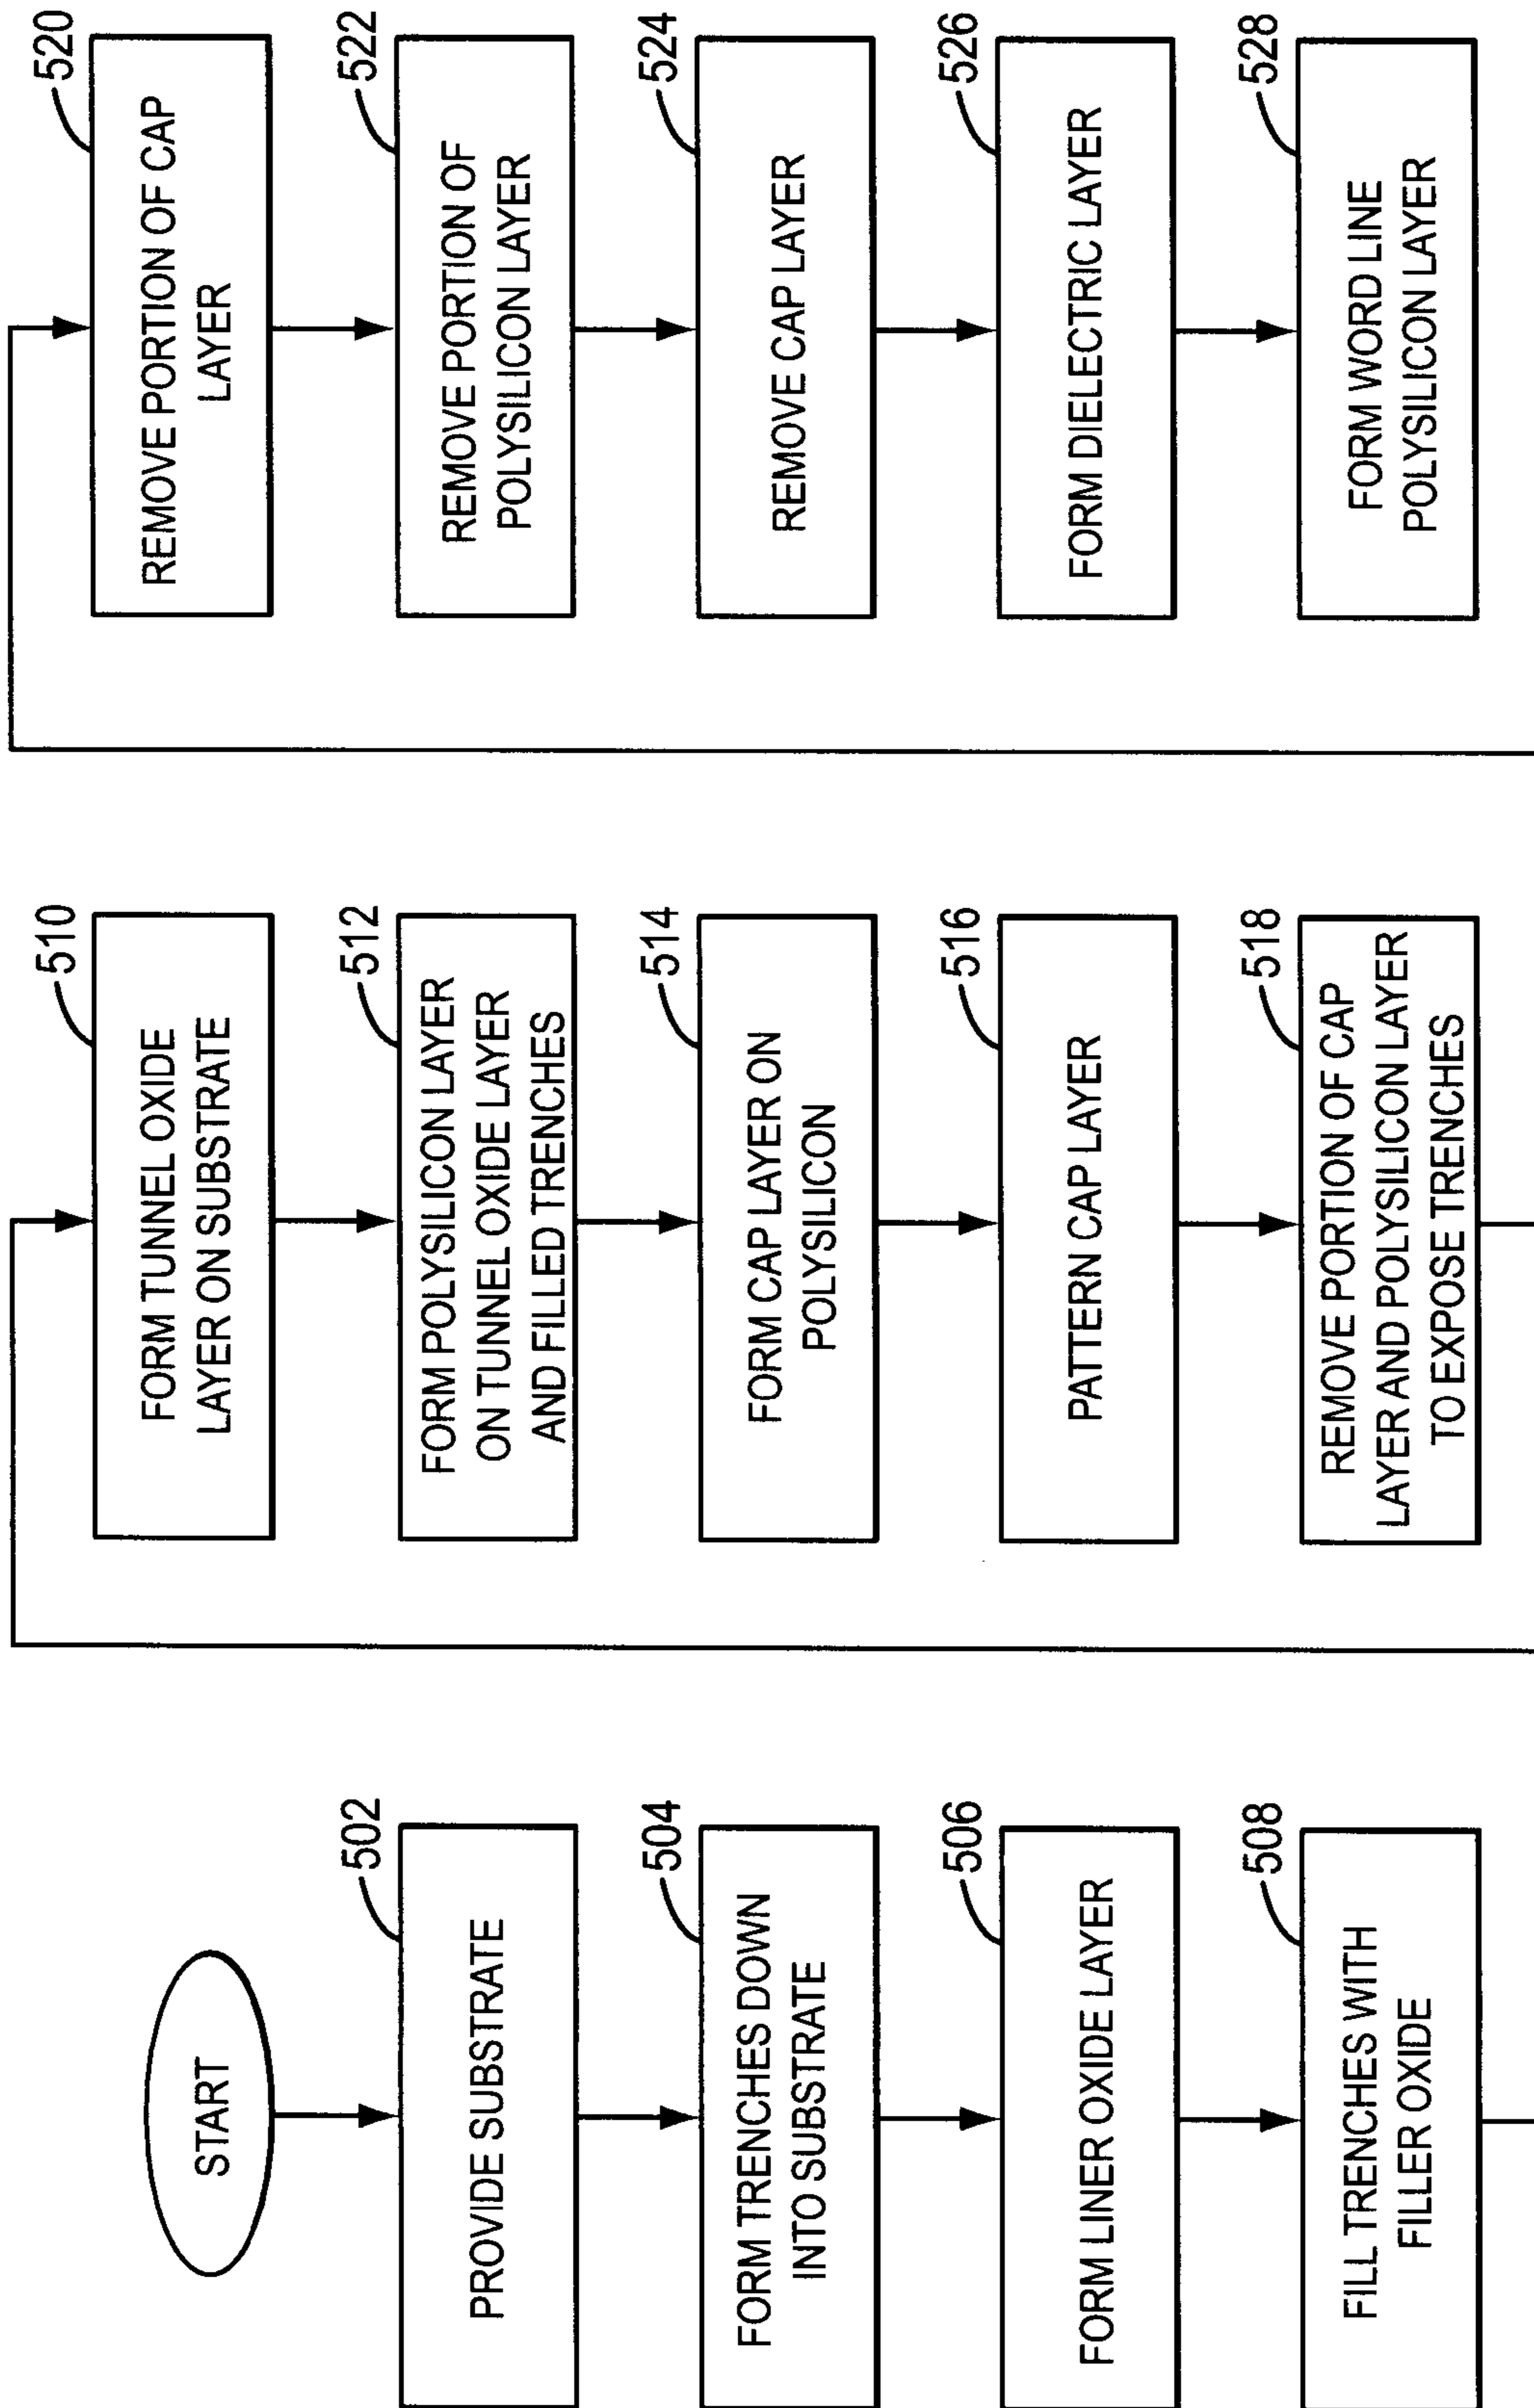 START
502
PROVIDE SUBSTRATE
504
FORM TRENCHES DOWN
INTO SUBSTRATE
506
FORM LINER OXIDE LAYER
508
FILL TRENCHES WITH
FILLER OXIDE
510
FORM TUNNEL OXIDE
LAYER ON SUBSTRATE
512
FORM POLYSILICON LAYER
ON TUNNEL OXIDE LAYER
AND FILLED TRENCHES
514
FORM CAP LAYER ON
POLYSILICON
516
PATTERN CAP LAYER
518
REMOVE PORTION OF CAP
LAYER AND POLYSILICON LAYER
TO EXPOSE TRENCHES
520
REMOVE PORTION OF CAP
LAYER
522
REMOVE PORTION OF
POLYSILICON LAYER
524
REMOVE CAP LAYER
526
FORM DIELECTRIC LAYER
528
FORM WORD LINE
POLYSILICON LAYER